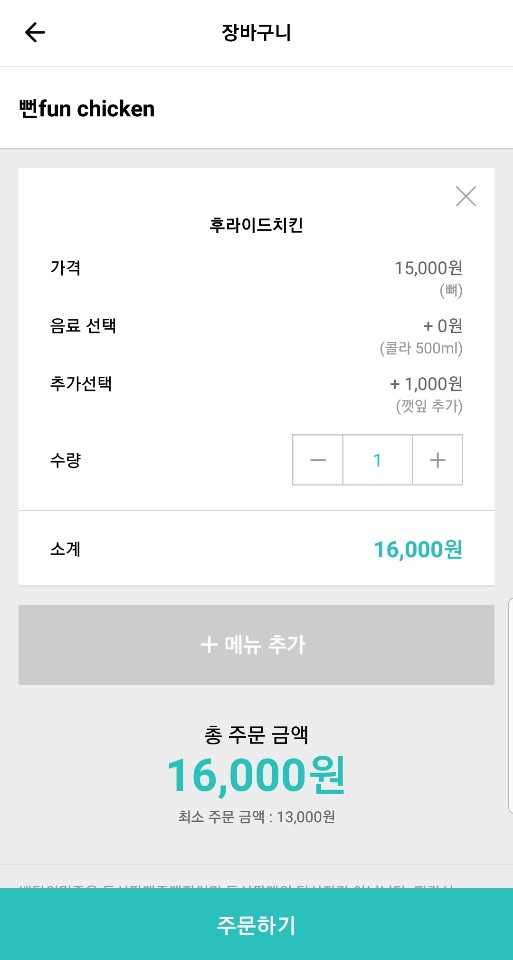 장바구니
뻔fun chicken
후라이드치킨
가격 15,000원
(뼈)
음료 선택 + 0원
(콜라 500ml)
추가선택 + 1,000원
(깻잎 추가)
수량 − 1 +
소계 16,000원
+ 메뉴 추가
총 주문 금액
16,000원
최소 주문 금액 : 13,000원
주문하기